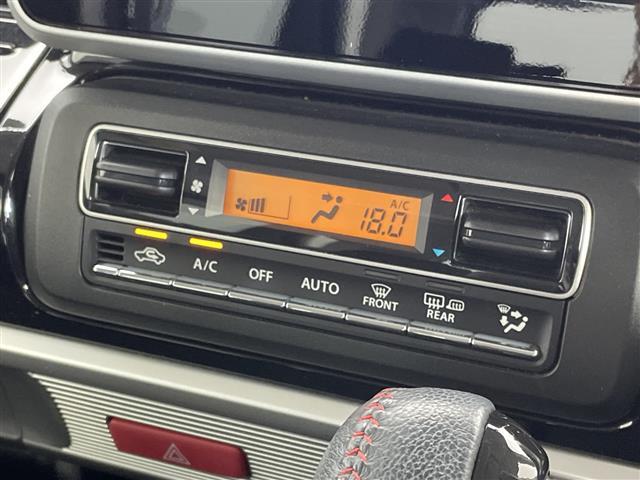 A/C
18.0
A/C
OFF
AUTO
FRONT
REAR